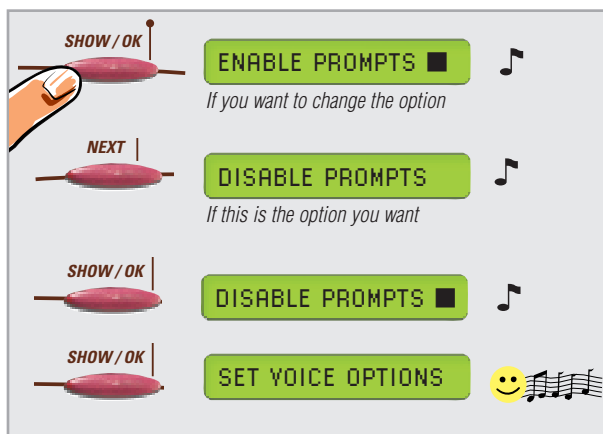 SHOW / OK
ENABLE PROMPTS ■
If you want to change the option
NEXT
DISABLE PROMPTS
If this is the option you want
SHOW / OK
DISABLE PROMPTS ■
SHOW / OK
SET VOICE OPTIONS